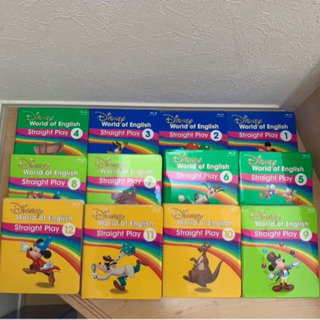 Disney
World of English
Straight Play 4
Disney
World of English
Straight Play 3
Disney
World of English
Straight Play 2
Disney
World of English
Straight Play 1
Disney
World of English
Straight Play 8
Disney
World of English
Straight Play 7
Disney
World of English
Straight Play 6
Disney
World of English
Straight Play 5
Disney
World of English
Straight Play
12
Disney
World of English
Straight Play 11
Disney
World of English
Straight Play 10
Disney
World of English
Straight Play 9